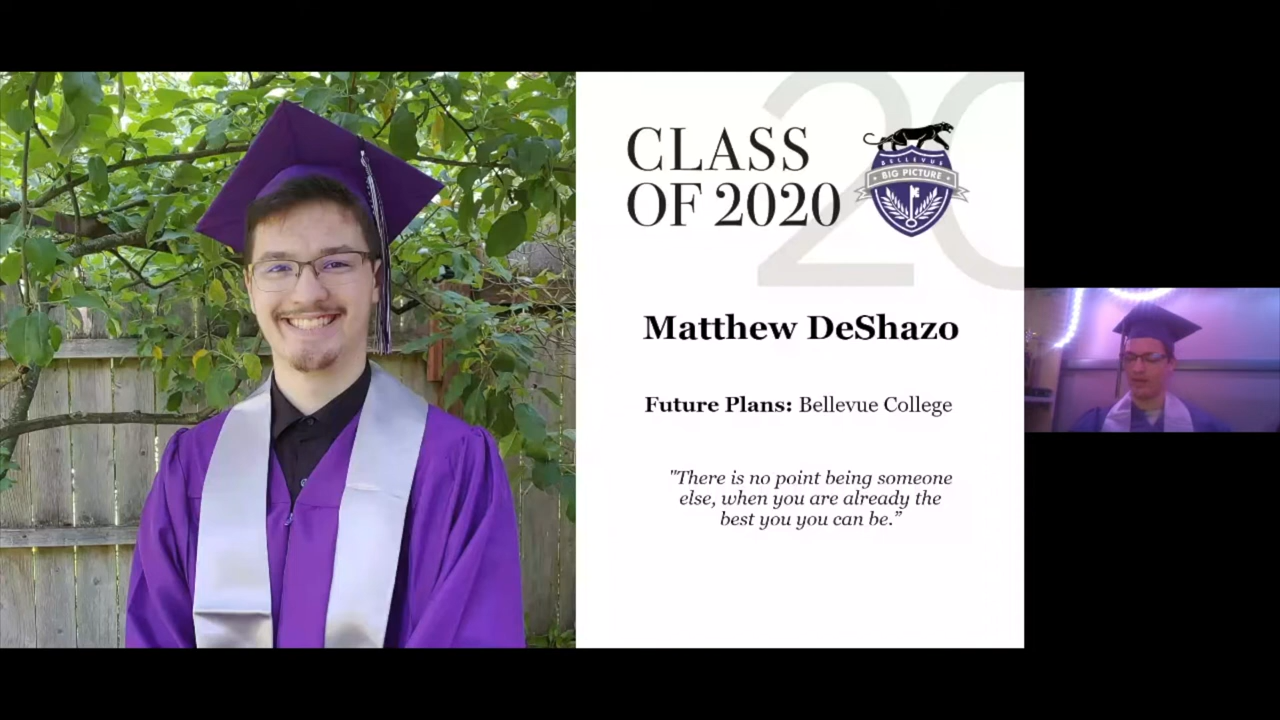 CLASS
OF 2020
20
BELLEVUE
BIG PICTURE
Matthew DeShazo
Future Plans: Bellevue College
"There is no point being someone
else, when you are already the
best you you can be.”